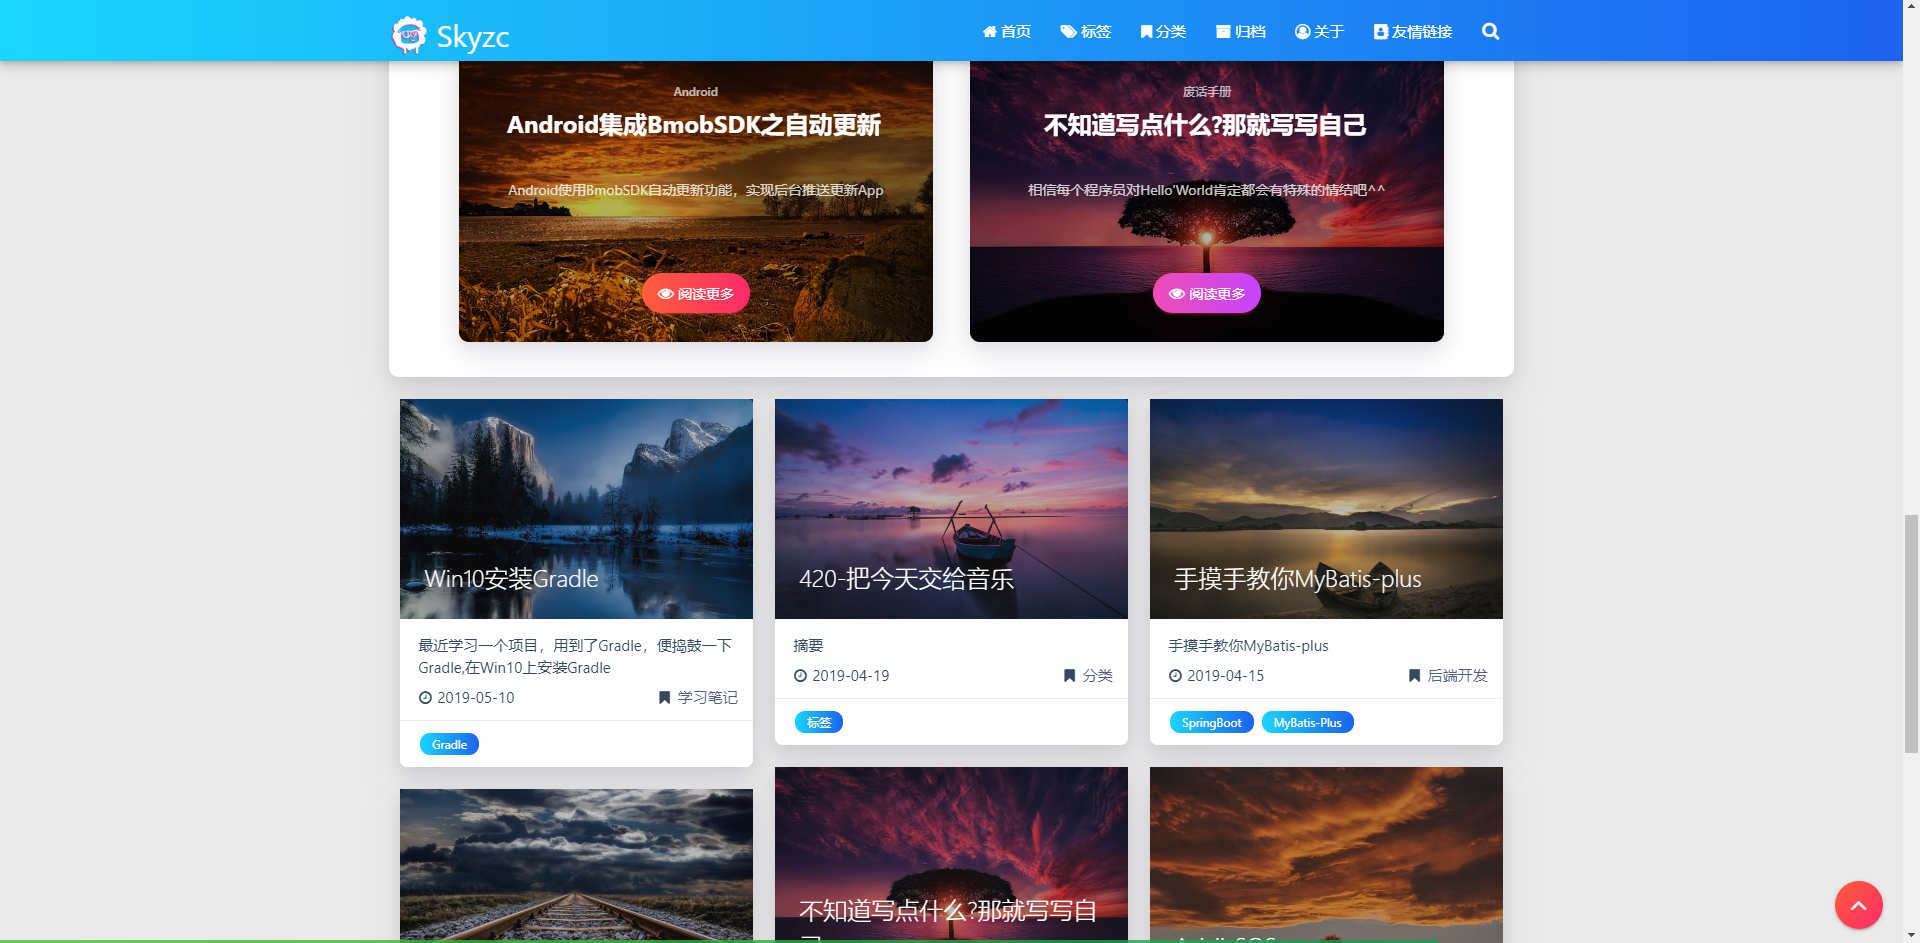 Skyzc
首页
标签
分类
归档
关于
友情链接
Android
Android集成BmobSDK之自动更新
Android使用BmobSDK自动更新功能，实现后台推送更新App
阅读更多
废话手册
不知道写点什么?那就写写自己
相信每个程序员对Hello'World肯定都会有特殊的情结吧^^
阅读更多
Win10安装Gradle
最近学习一个项目，用到了Gradle，便捣鼓一下
Gradle,在Win10上安装Gradle
2019-05-10
学习笔记
Gradle
420-把今天交给音乐
摘要
2019-04-19
分类
标签
手摸手教你MyBatis-plus
手摸手教你MyBatis-plus
2019-04-15
后端开发
SpringBoot
MyBatis-Plus
不知道写点什么?那就写写自
己